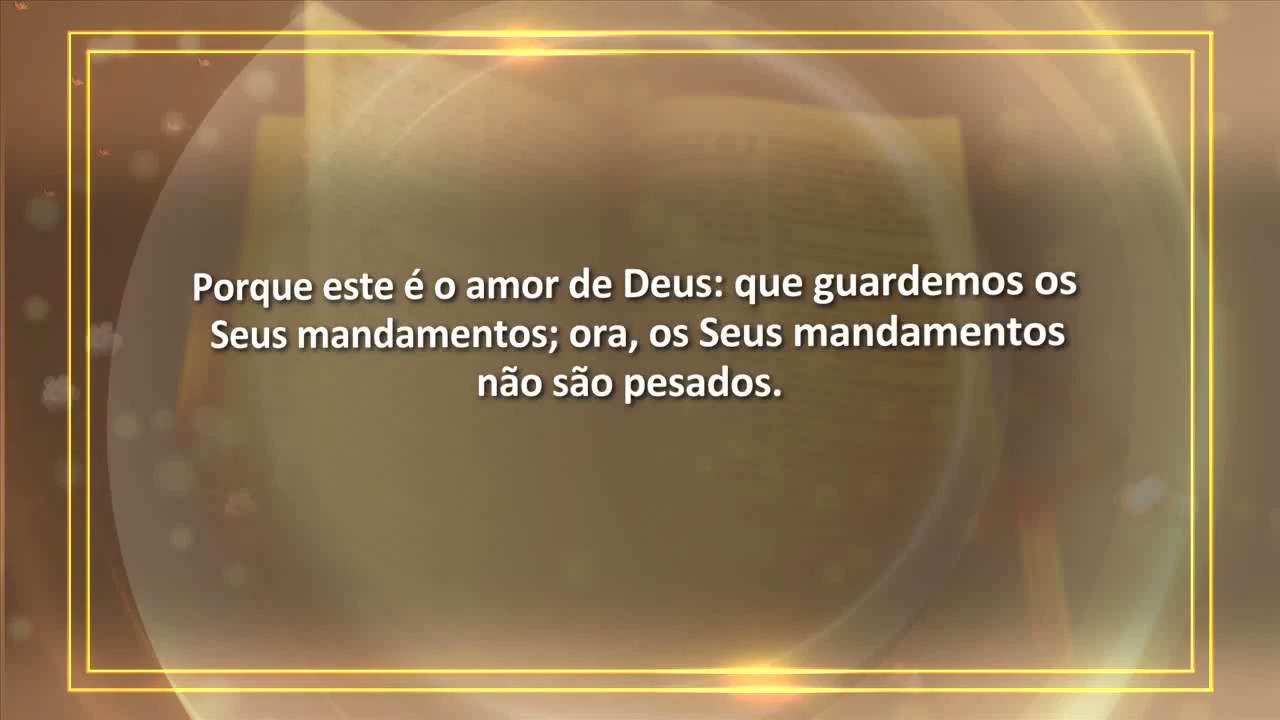 Porque este é o amor de Deus: que guardemos os
Seus mandamentos; ora, os Seus mandamentos
não são pesados.